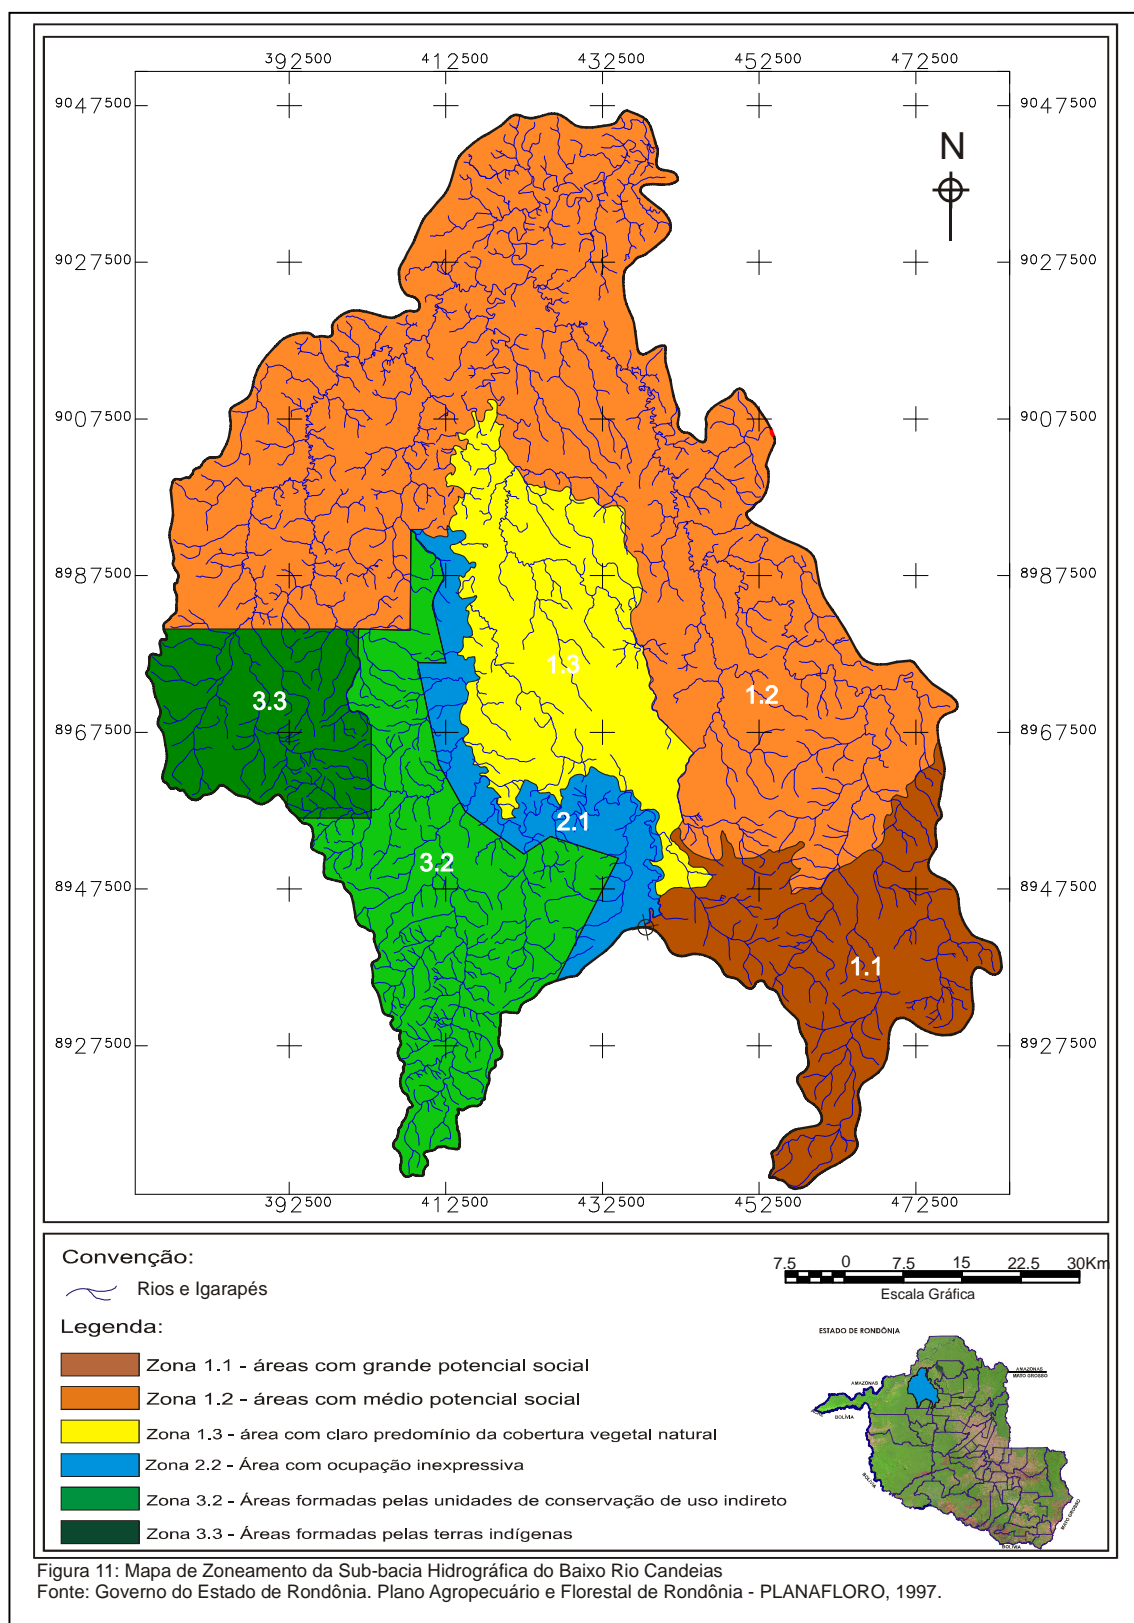 392500 412500 432500 452500 472500
9047500 9047500
N
9027500 9027500
9007500 9007500
8987500 8987500
1.3
3.3 1.2
8967500 8967500
2.1
3.2
8947500 8947500
1.1
8927500 8927500
392500 412500 432500 452500 472500
Convenção:
Rios e Igarapés
7.5 0 7.5 15 22.5 30Km
Escala Gráfica
Legenda:
Zona 1.1 - áreas com grande potencial social
Zona 1.2 - áreas com médio potencial social
Zona 1.3 - área com claro predomínio da cobertura vegetal natural
Zona 2.2 - Área com ocupação inexpressiva
Zona 3.2 - Áreas formadas pelas unidades de conservação de uso indireto
Zona 3.3 - Áreas formadas pelas terras indígenas
ESTADO DE RONDÔNIA
AMAZONAS
MATO GROSSO
AMAZONAS
BOLÍVIA
BOLÍVIA
MATO GROSSO
BOLÍVIA
Figura 11: Mapa de Zoneamento da Sub-bacia Hidrográfica do Baixo Rio Candeias
Fonte: Governo do Estado de Rondônia. Plano Agropecuário e Florestal de Rondônia - PLANAFLORO, 1997.